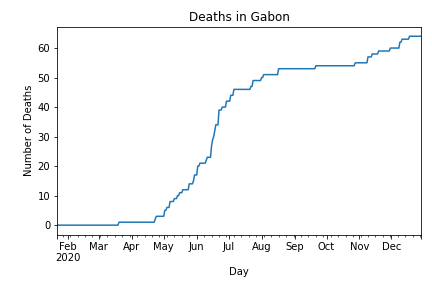 Deaths in Gabon
Number of Deaths
60
50
40
30
20
10
0
Feb Mar Apr May Jun Jul Aug Sep Oct Nov Dec
2020
Day